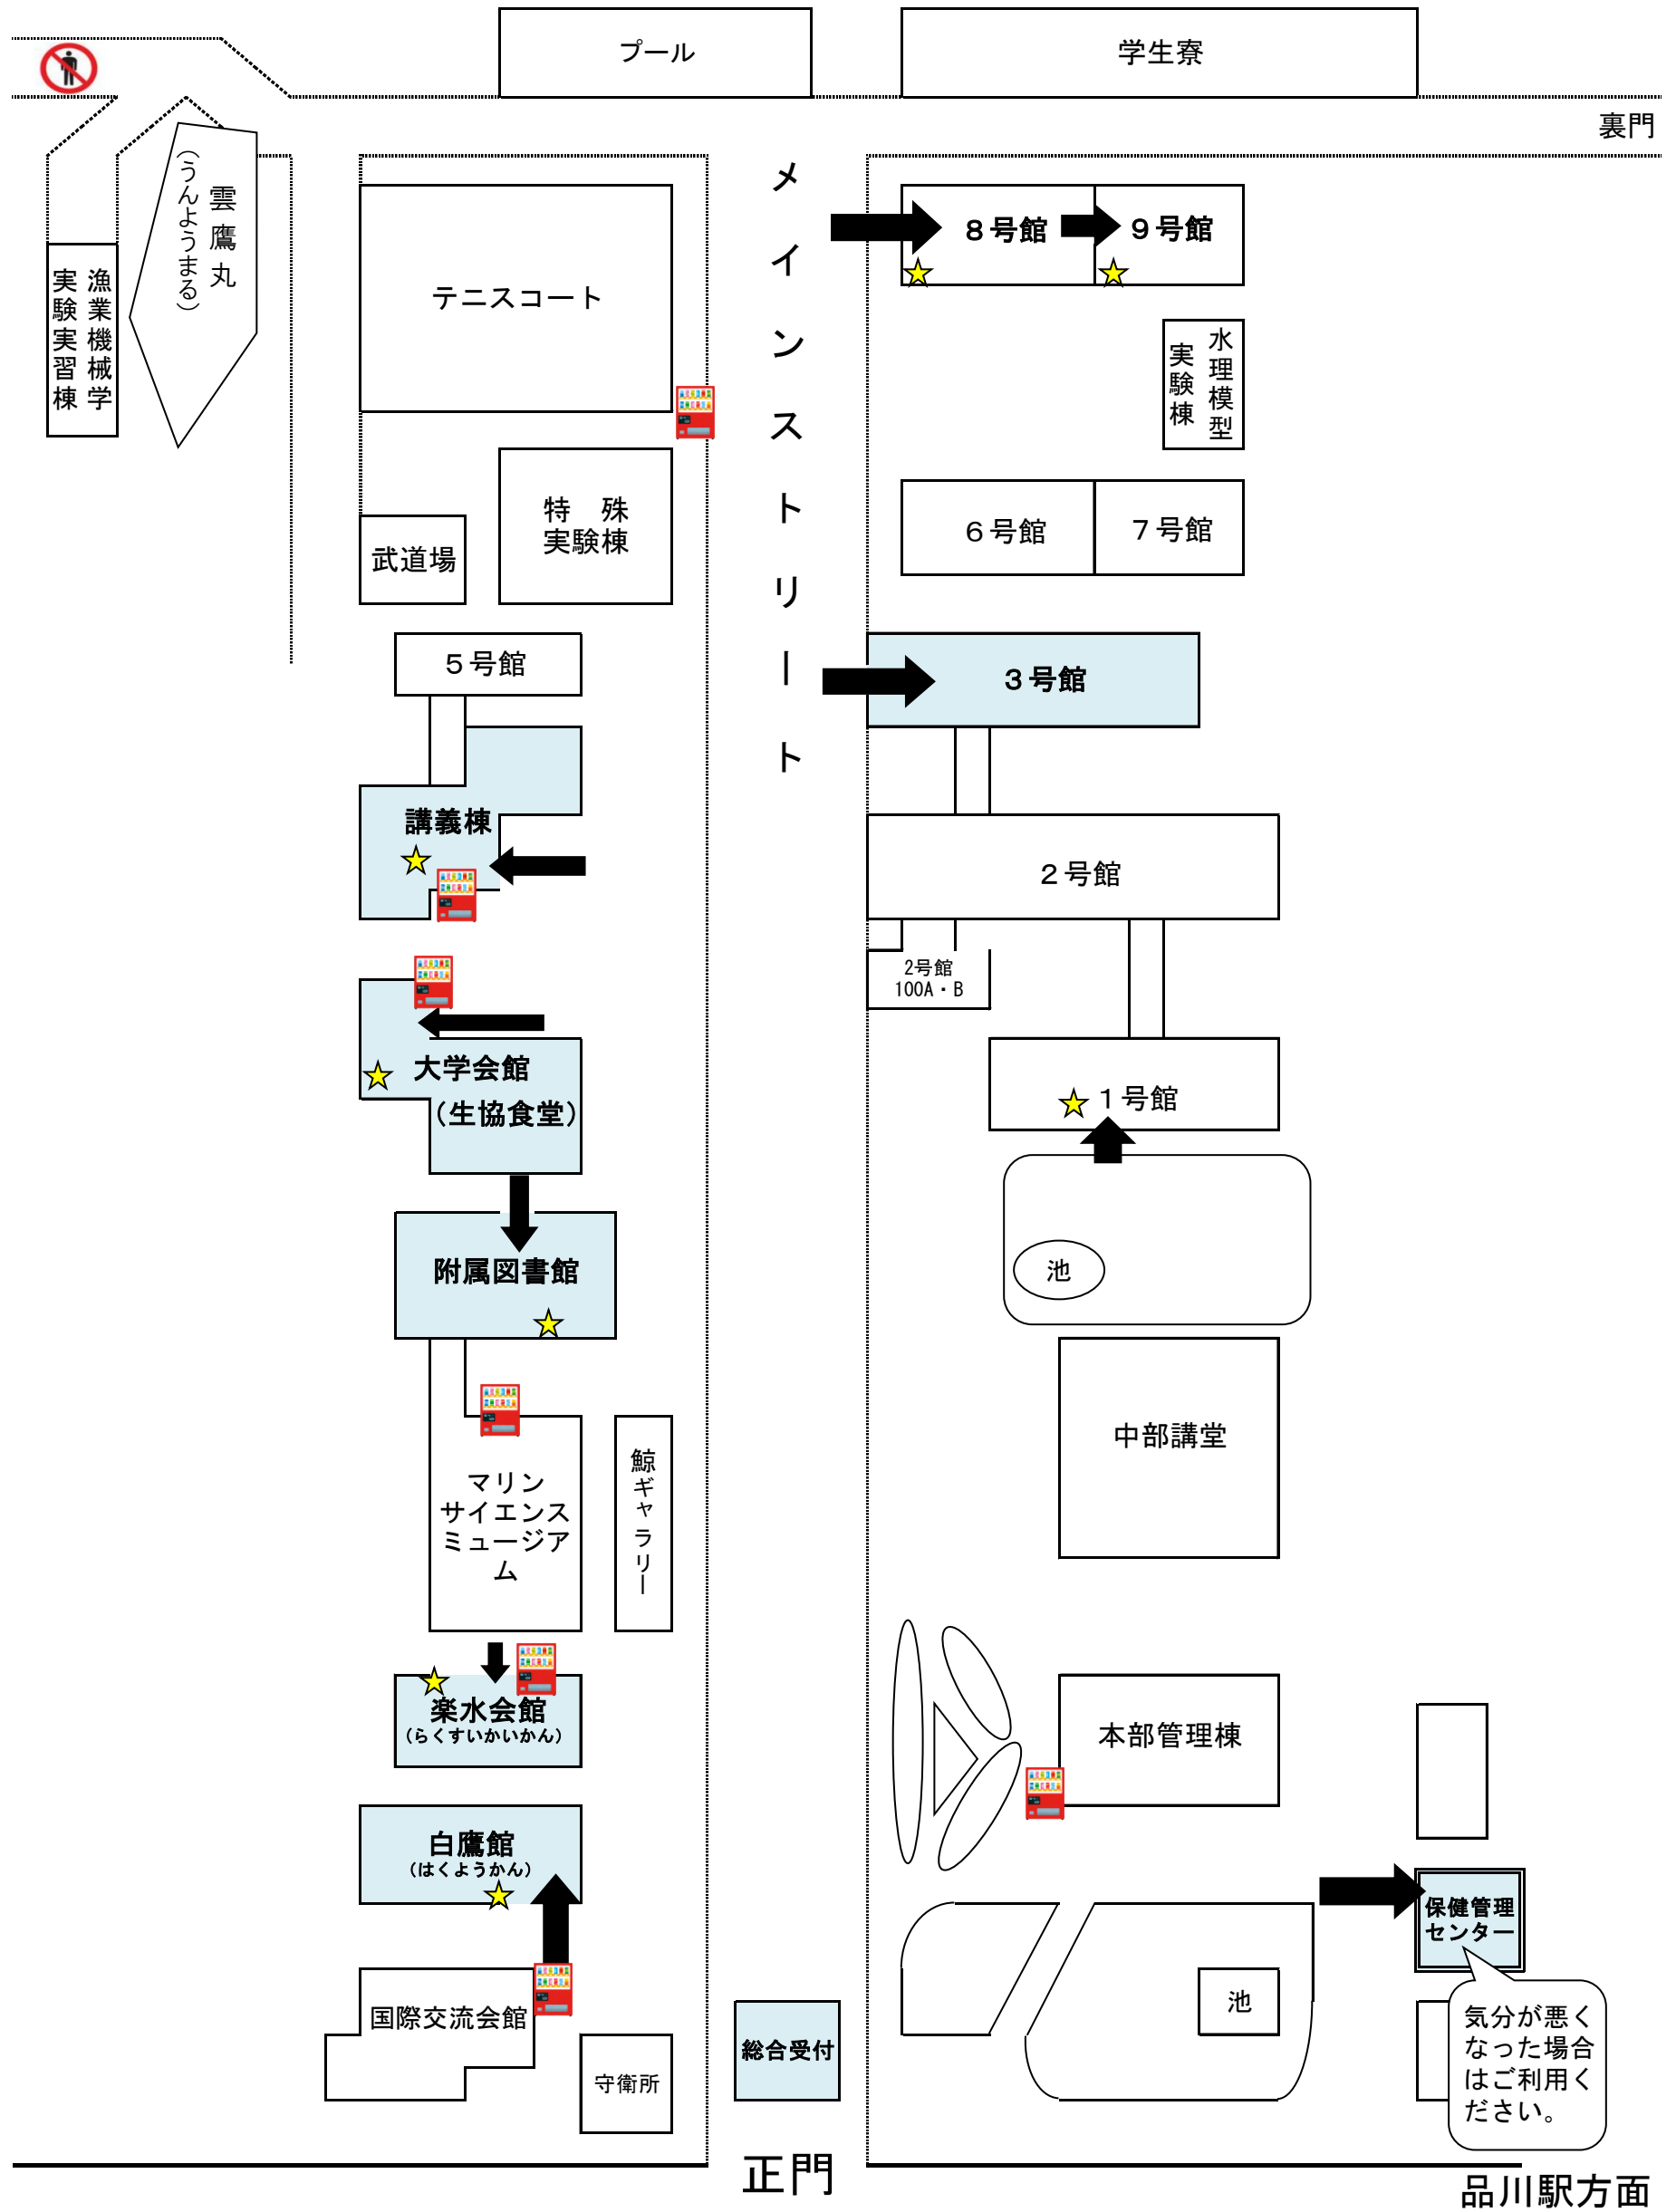 プール
学生寮
裏門
雲鷹丸
（うんようまる）
漁業機械学
実験実習棟
テニスコート
メインストリート
８号館
９号館
水理模型
実験棟
特　殊
実験棟
武道場
６号館
７号館
５号館
３号館
講義棟
２号館
2号館
100A・B
大学会館
（生協食堂）
１号館
附属図書館
池
マリン
サイエンス
ミュージア
ム
鯨ギャラリー
中部講堂
楽水会館
（らくすいかいかん）
本部管理棟
白鷹館
（はくようかん）
保健管理
センター
国際交流会館
守衛所
総合受付
池
気分が悪く
なった場合
はご利用く
ださい。
正門
品川駅方面